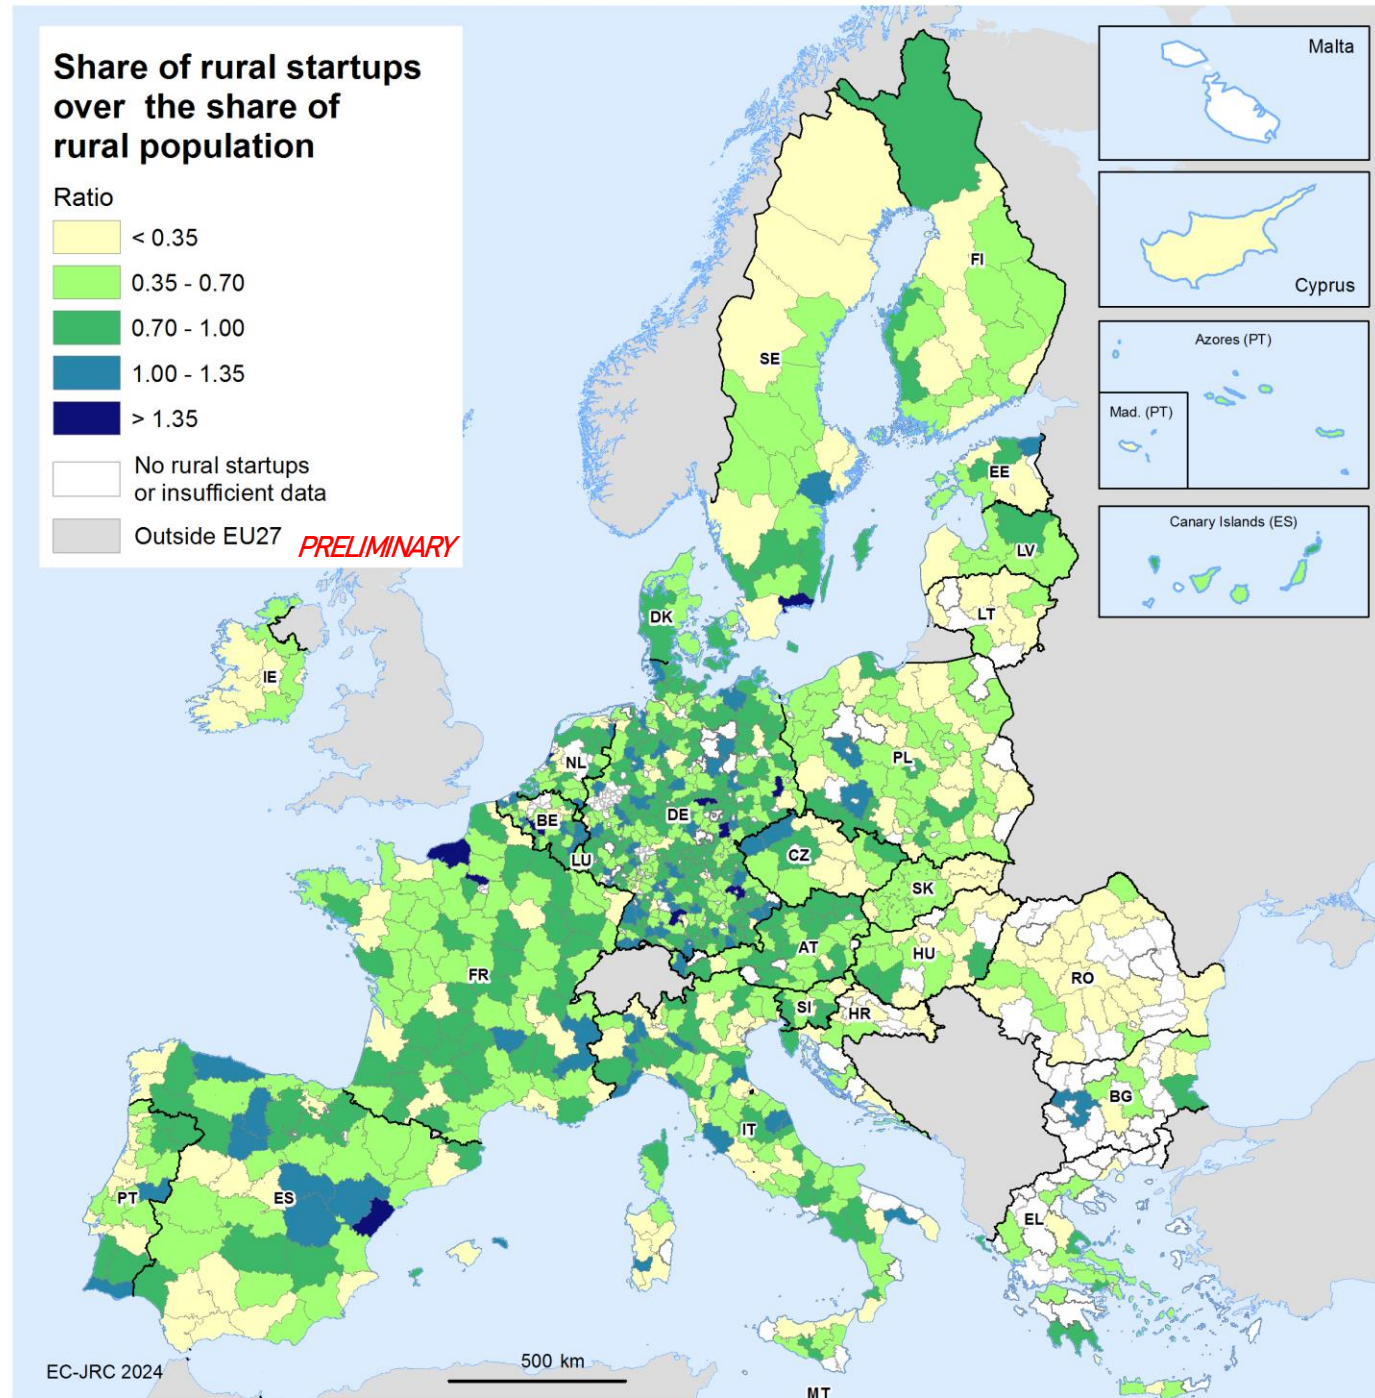 Share of rural startups
over the share of
rural population
Ratio
< 0.35
0.35 - 0.70
0.70 - 1.00
1.00 - 1.35
> 1.35
No rural startups
or insufficient data
Outside EU27
PRELIMINARY
Malta
Cyprus
Azores (PT)
Mad. (PT)
Canary Islands (ES)
FI
SE
EE
LV
LT
DK
IE
NL
PL
BE
DE
LU
CZ
SK
FR
AT
HU
RO
SI
HR
BG
IT
PT
ES
EL
MT
EC-JRC 2024
500 km